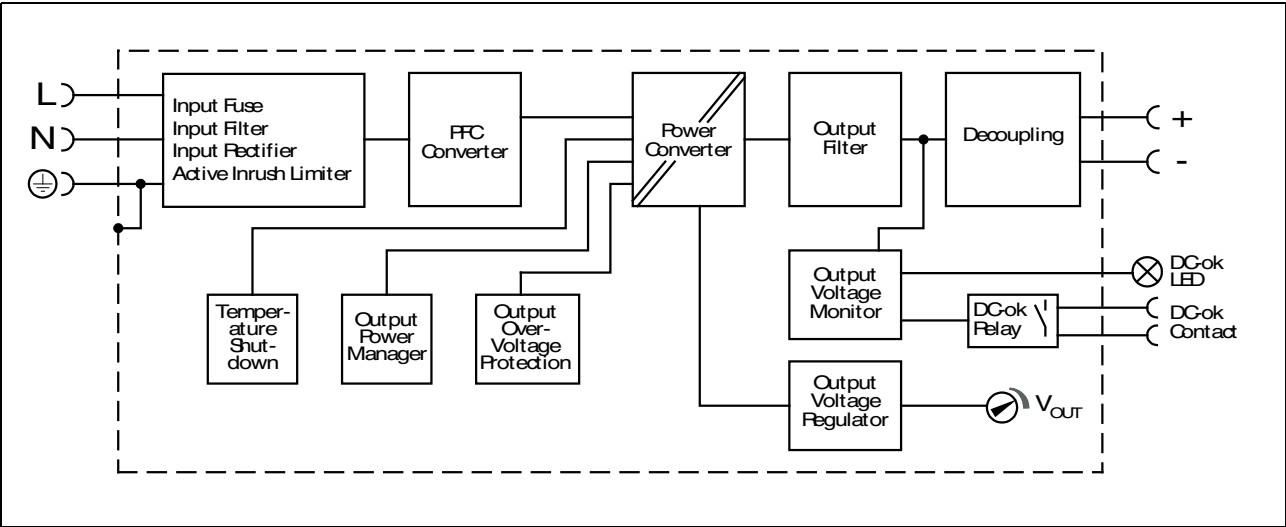 L
N
Input Fuse
Input Filter
Input Rectifier
Active Inrush Limiter
PFC
Converter
Power
Converter
Output
Filter
Decoupling
+
-
Temper-
ature
Shut-
down
Output
Power
Manager
Output
Over-
Voltage
Protection
Output
Voltage
Monitor
DC-ok
LED
DC-ok
Relay
DC-ok
Contact
Output
Voltage
Regulator
VOUT